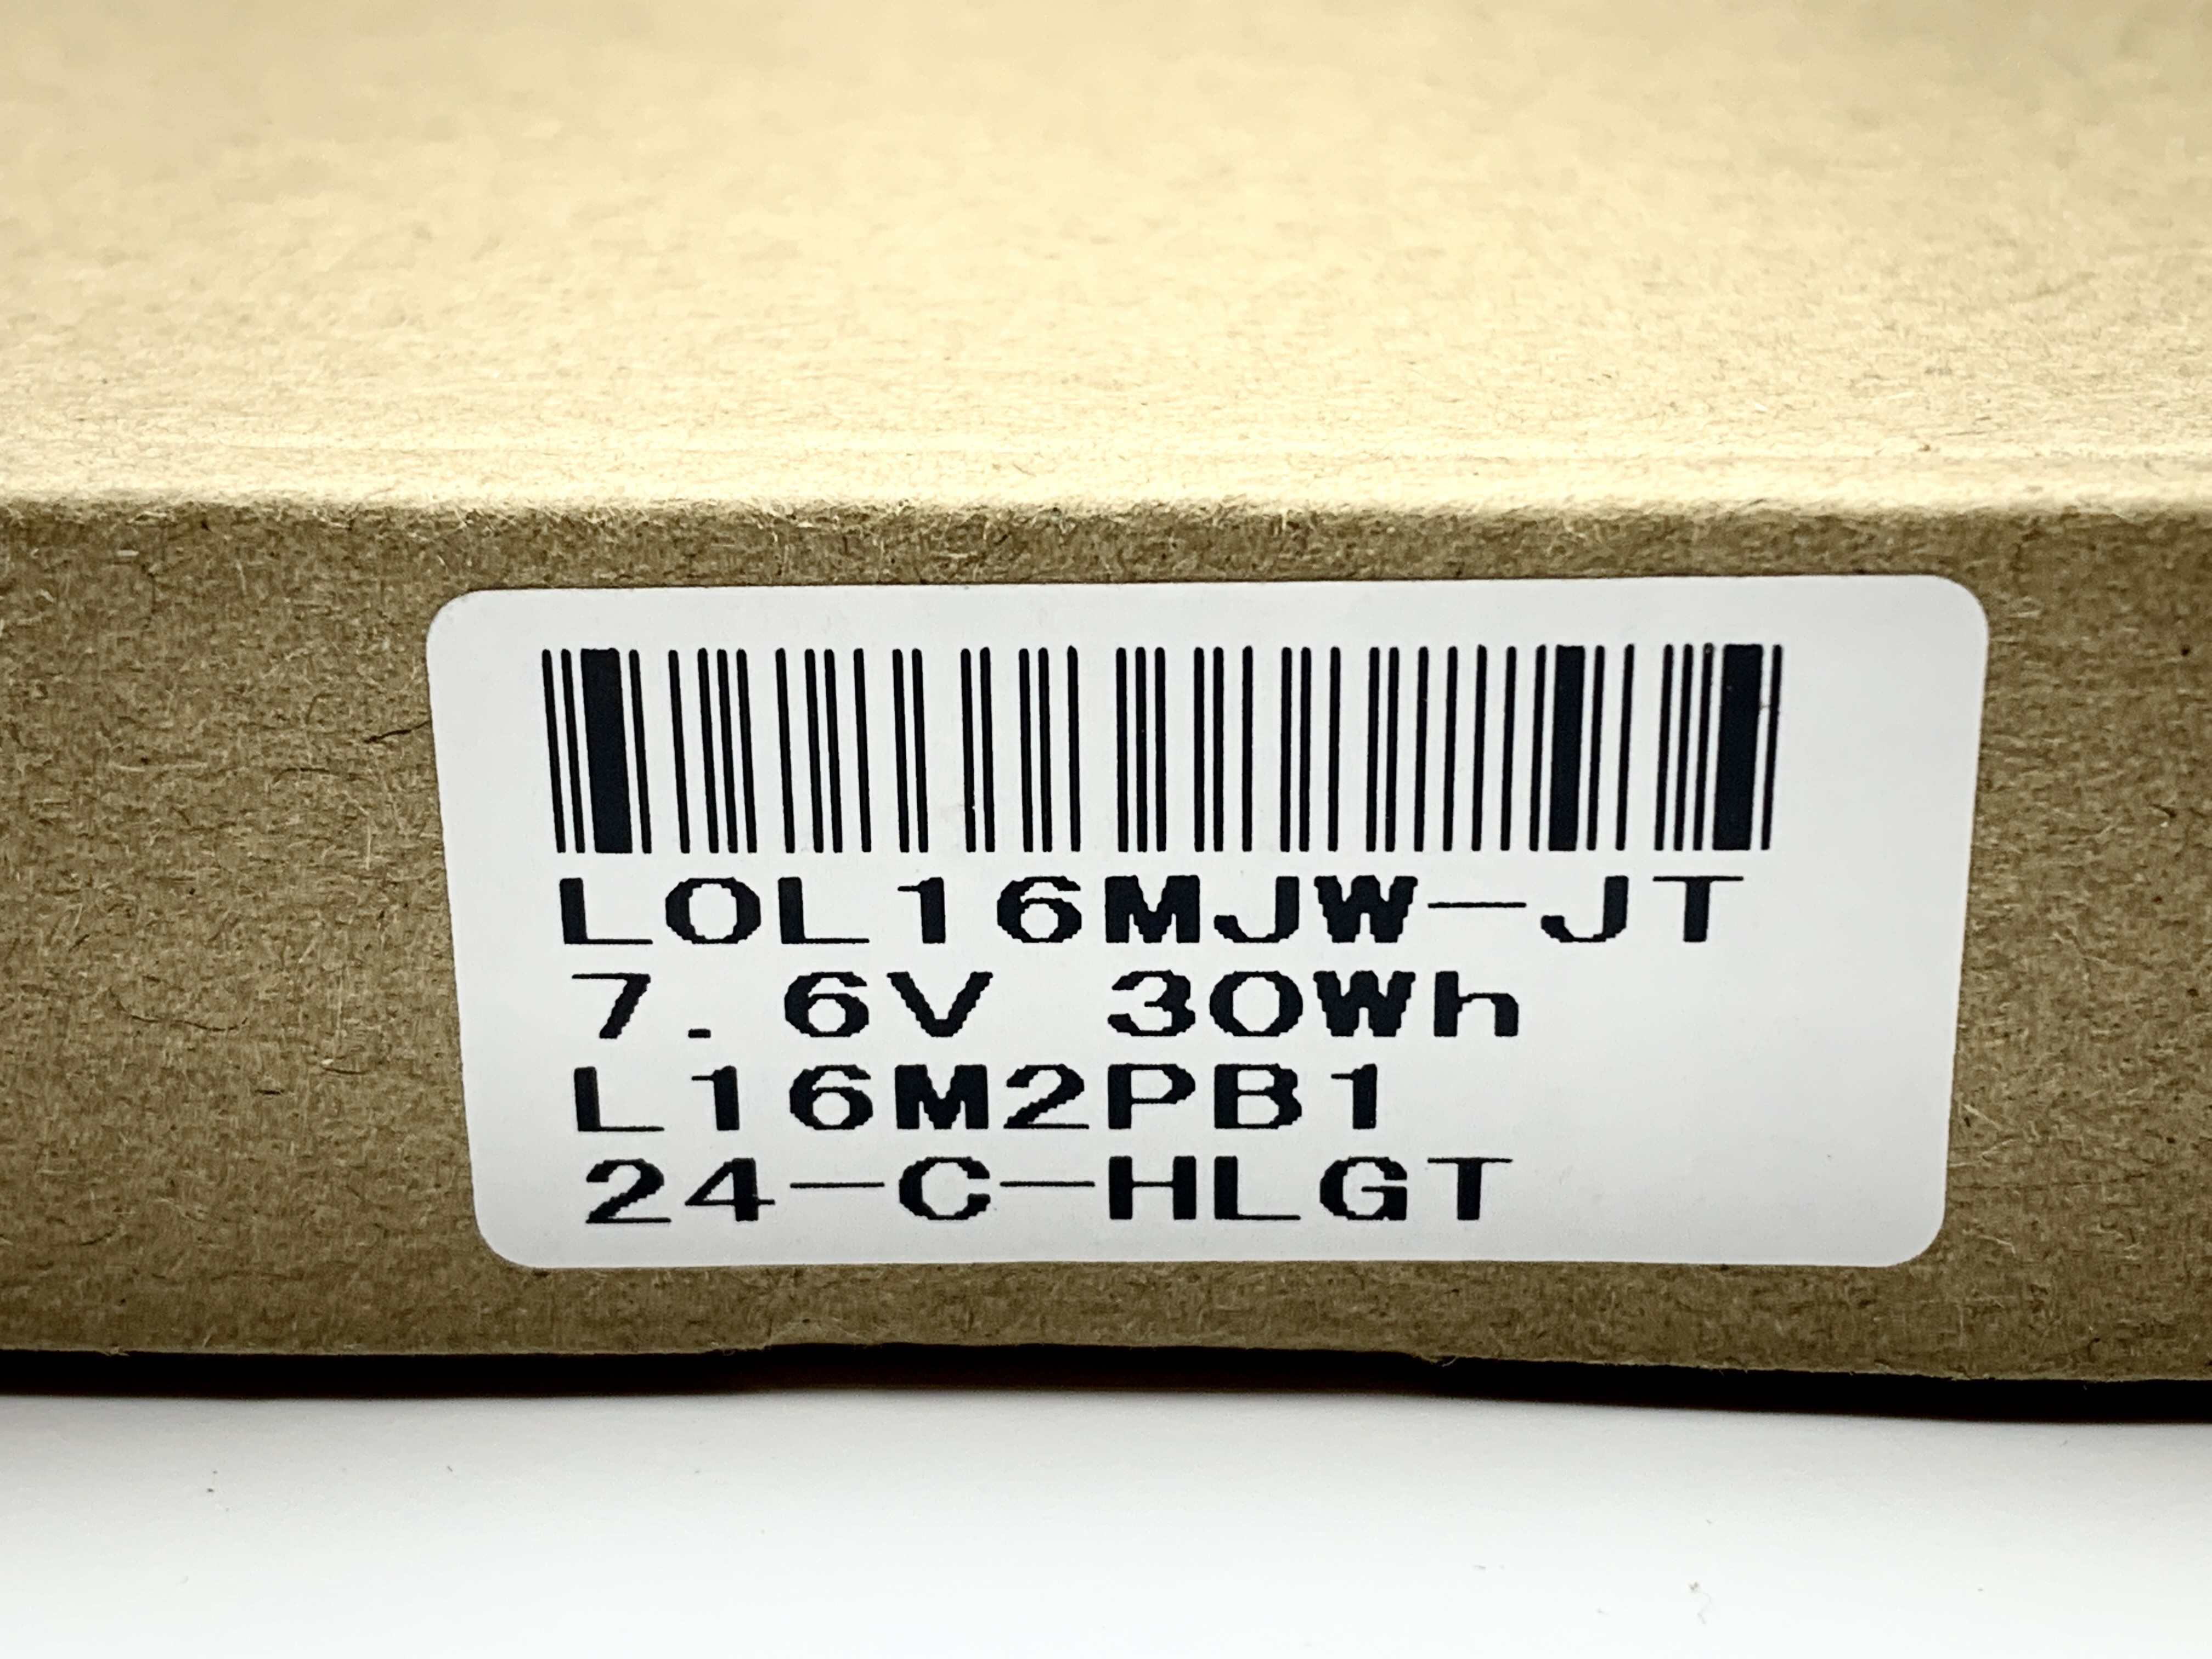 LOL16MJW-JT
7.6V 30Wh
L16M2PB1
24-C-HLGT